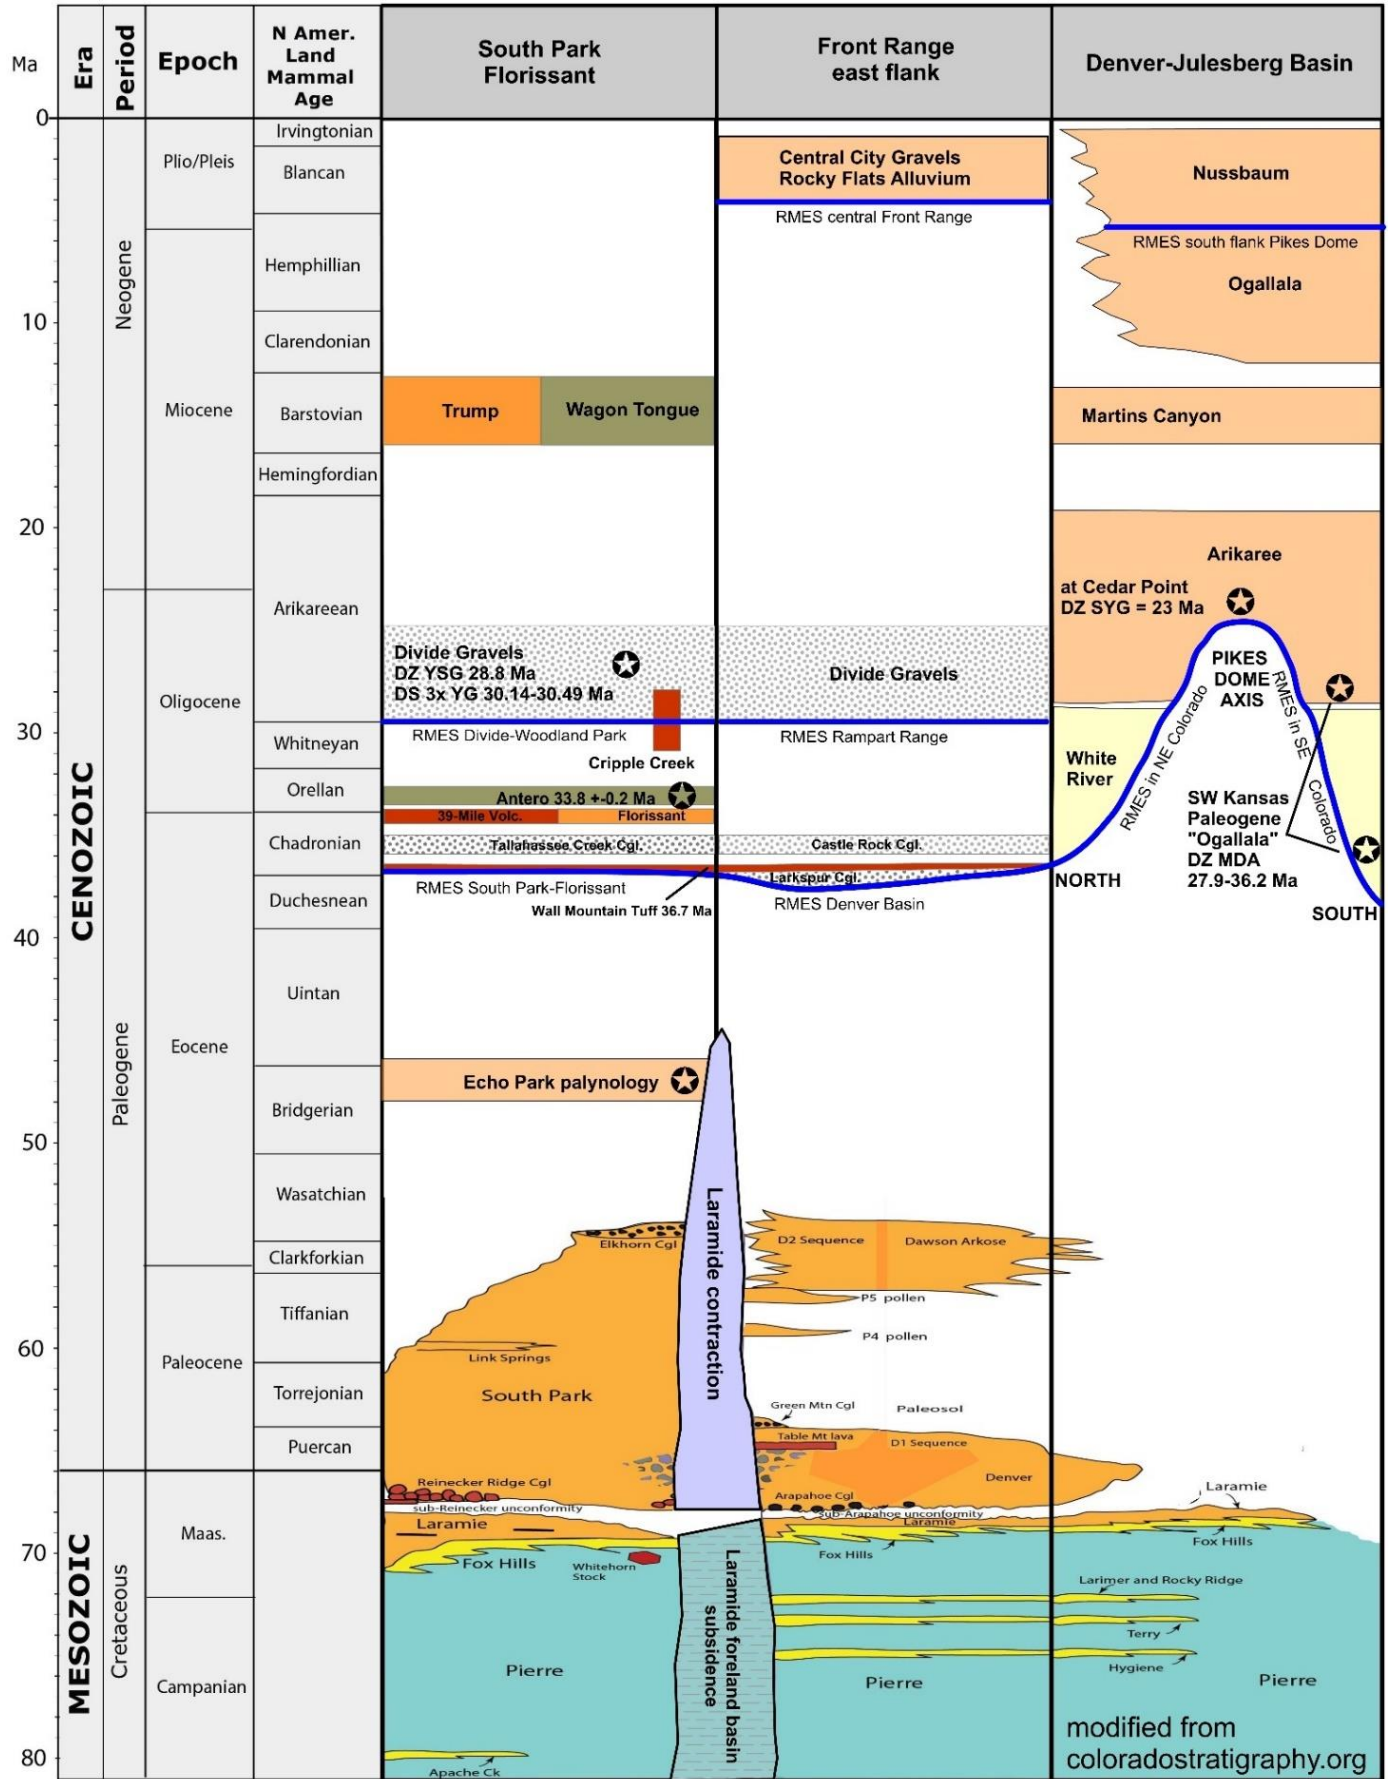 Ma
Era
Period
Epoch
N Amer.
Land
Mammal
Age
South Park
Florissant
Front Range
east flank
Denver-Julesberg Basin
0
10
20
30
40
50
60
70
80
CENOZOIC
MESOZOIC
Neogene
Paleogene
Cretaceous
Plio/Pleis
Miocene
Oligocene
Eocene
Paleocene
Maas.
Campanian
Irvingtonian
Blancan
Hemphillian
Clarendonian
Barstovian
Hemingfordian
Arikareean
Whitneyan
Orellan
Chadronian
Duchesnean
Uintan
Bridgerian
Wasatchian
Clarkforkian
Tiffanian
Torrejonian
Puercan
Trump
Wagon Tongue
Divide Gravels
DZ YSG 28.8 Ma
DS 3x YG 30.14-30.49 Ma
RMES Divide-Woodland Park
Cripple Creek
Antero 33.8 +-0.2 Ma
39-Mile Volc.
Florissant
Tallahassee Creek Cgl.
RMES South Park-Florissant
Wall Mountain Tuff 36.7 Ma
Echo Park palynology
Elkhorn Cgl
Link Springs
South Park
Reinecker Ridge Cgl
sub-Reinecker unconformity
Laramie
Fox Hills
Whitehorn
Stock
Pierre
Apache Ck
Laramide contraction
Laramide foreland basin
subsidence
Central City Gravels
Rocky Flats Alluvium
RMES central Front Range
Divide Gravels
RMES Rampart Range
Castle Rock Cgl.
Larkspur Cgl.
RMES Denver Basin
D2 Sequence
Dawson Arkose
P5 pollen
P4 pollen
Green Mtn Cgl
Paleosol
Table Mt lava
D1 Sequence
Denver
Arapahoe Cgl
sub-Arapahoe unconformity
Laramie
Fox Hills
Pierre
Nussbaum
RMES south flank Pikes Dome
Ogallala
Martins Canyon
Arikaree
at Cedar Point
DZ SYG = 23 Ma
PIKES
DOME
AXIS
RMES in NE Colorado
RMES in SE Colorado
White
River
SW Kansas
Paleogene
"Ogallala"
DZ MDA
27.9-36.2 Ma
NORTH
SOUTH
Laramie
Fox Hills
Larimer and Rocky Ridge
Terry
Hygiene
Pierre
modified from
coloradostratigraphy.org